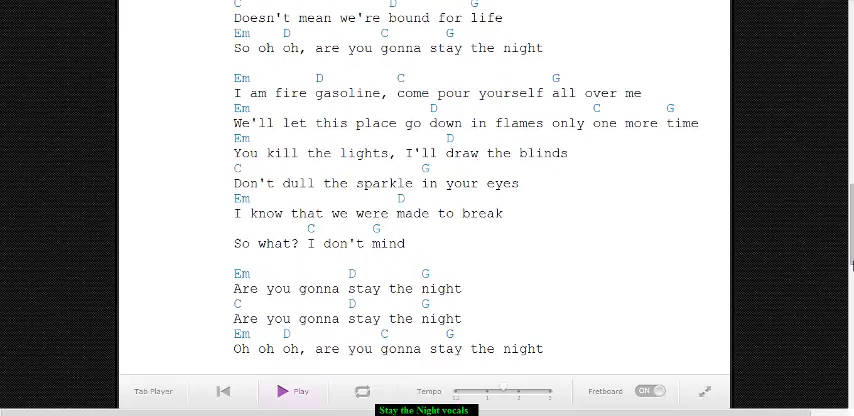 C D G
Doesn't mean we're bound for life
Em D C G
So oh oh, are you gonna stay the night
Em D C G
I am fire gasoline, come pour yourself all over me
Em D C G
We'll let this place go down in flames only one more time
Em D
You kill the lights, I'll draw the blinds
C G
Don't dull the sparkle in your eyes
Em D
I know that we were made to break
C G
So what? I don't mind
Em D G
Are you gonna stay the night
C D G
Are you gonna stay the night
Em D C G
Oh oh oh, are you gonna stay the night
Tab Player Play Tempo 1/2 1 2 3 Fretboard ON
Stay the Night vocals